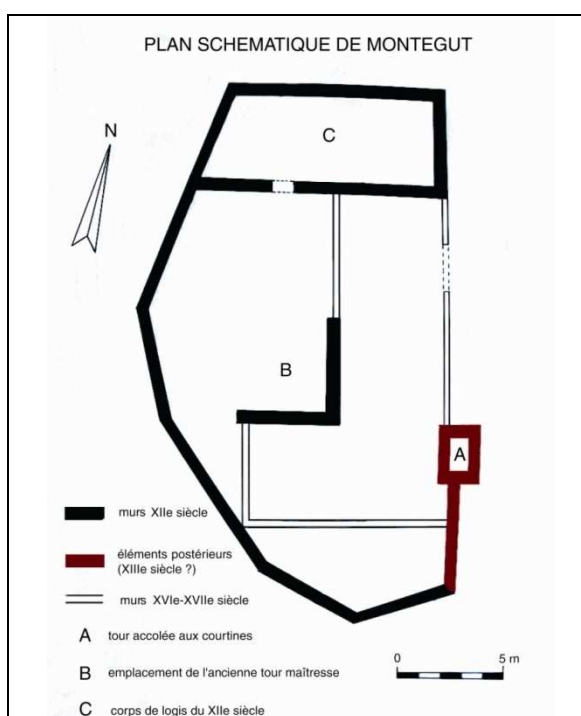 PLAN SCHEMATIQUE DE MONTEGUT
N
C
B
A
murs XIIe siècle
éléments postérieurs
(XIIIe siècle ?)
murs XVIe-XVIIe siècle
A tour accolée aux courtines
B emplacement de l'ancienne tour maîtresse
C corps de logis du XIIe siècle
0 5 m